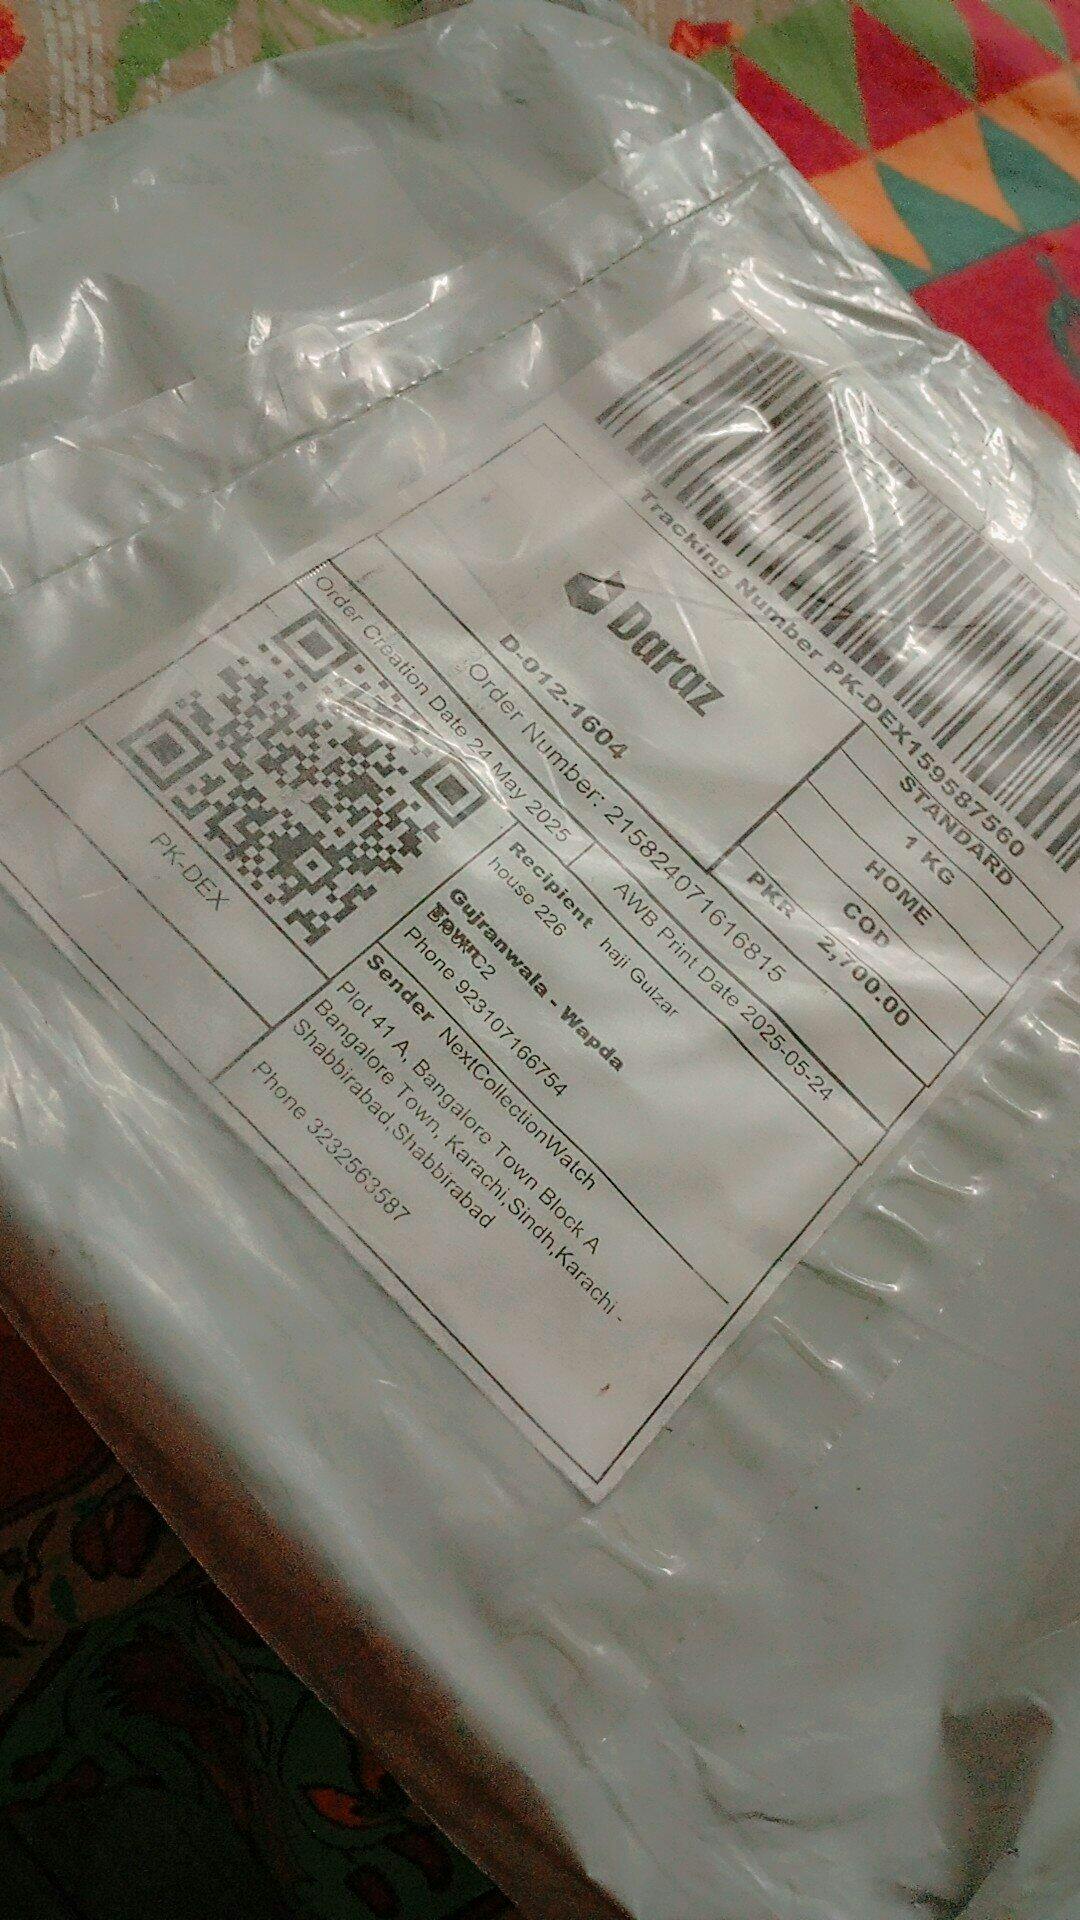 Tracking Number PK-DEX159587560
Daraz
D-012-1604
STANDARD
1 KG
HOME
COD
PKR 2,700.00
Order Number: 215824071616815
Order Creation Date 24 May 2025
AWB Print Date 2025-05-24
PK-DEX
Recipient haji Gulzar
house 226
Gujranwala - Wapda
Town
Block C2
Phone 923107166754
Sender NextCollectionWatch
Plot 41 A, Bangalore Town Block A
Bangalore Town, Karachi,Sindh,Karachi -
Shabbirabad,Shabbirabad
Phone 3232563587